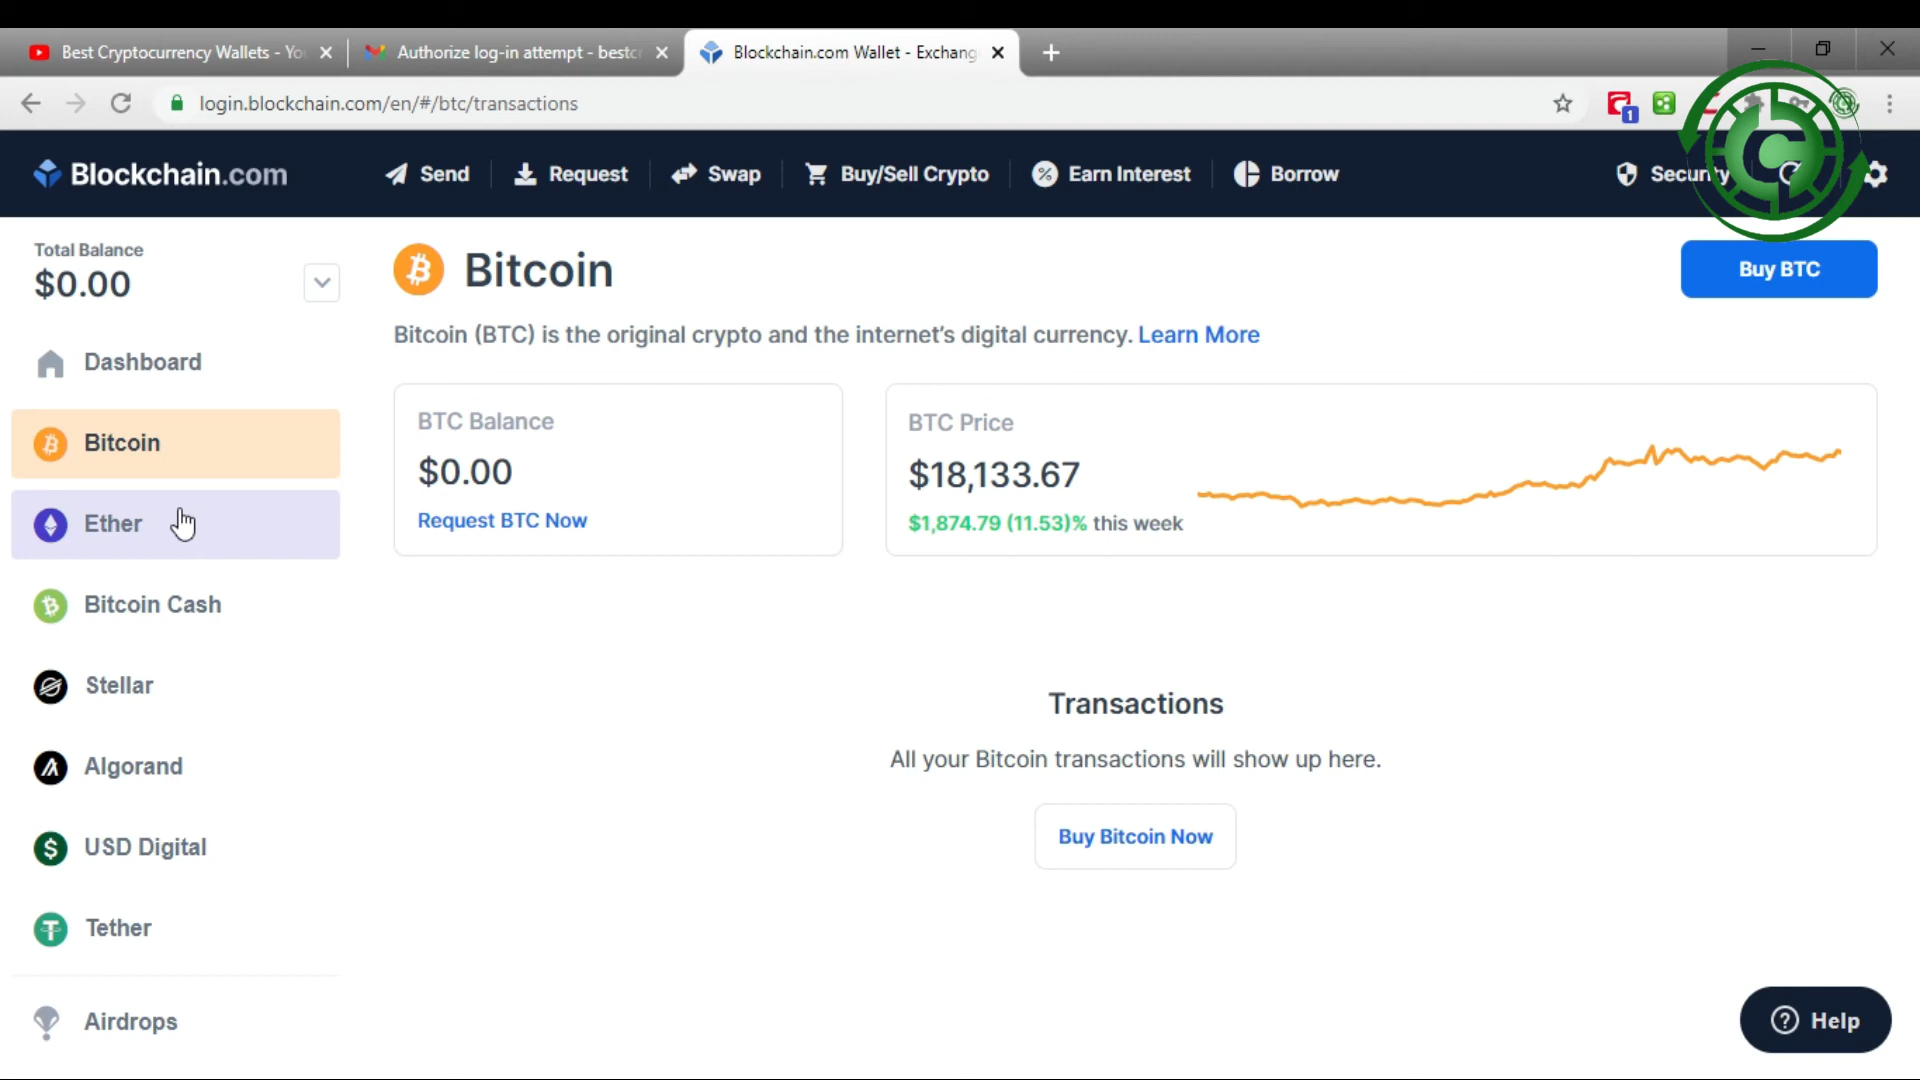 Best Cryptocurrency Wallets - Yo
Authorize log-in attempt - bestc
Blockchain.com Wallet - Exchang
login.blockchain.com/en/#/btc/transactions
1
Blockchain.com
Send
Request
Swap
Buy/Sell Crypto
Earn Interest
Borrow
Security
Total Balance
$0.00
Dashboard
Bitcoin
Ether
Bitcoin Cash
Stellar
Algorand
USD Digital
Tether
Airdrops
Bitcoin
Buy BTC
Bitcoin (BTC) is the original crypto and the internet's digital currency. Learn More
BTC Balance
$0.00
Request BTC Now
BTC Price
$18,133.67
$1,874.79 (11.53)% this week
Transactions
All your Bitcoin transactions will show up here.
Buy Bitcoin Now
Help